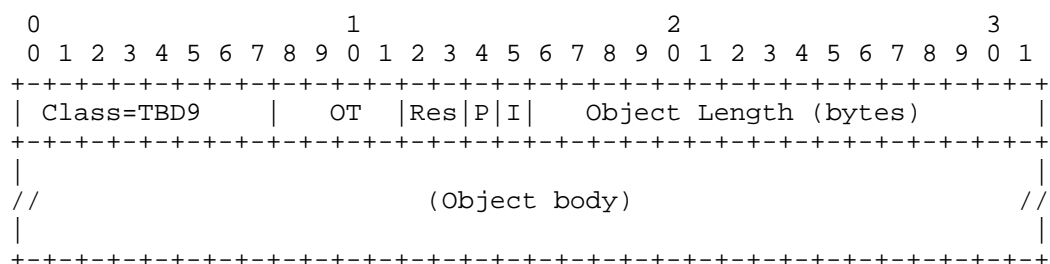 0                   1                   2                   3
 0 1 2 3 4 5 6 7 8 9 0 1 2 3 4 5 6 7 8 9 0 1 2 3 4 5 6 7 8 9 0 1
+-+-+-+-+-+-+-+-+-+-+-+-+-+-+-+-+-+-+-+-+-+-+-+-+-+-+-+-+-+-+-+-+
| Class=TBD9    |   OT  |Res|P|I|   Object Length (bytes)       |
+-+-+-+-+-+-+-+-+-+-+-+-+-+-+-+-+-+-+-+-+-+-+-+-+-+-+-+-+-+-+-+-+
|                                                               |
//                        (Object body)                        //
|                                                               |
+-+-+-+-+-+-+-+-+-+-+-+-+-+-+-+-+-+-+-+-+-+-+-+-+-+-+-+-+-+-+-+-+